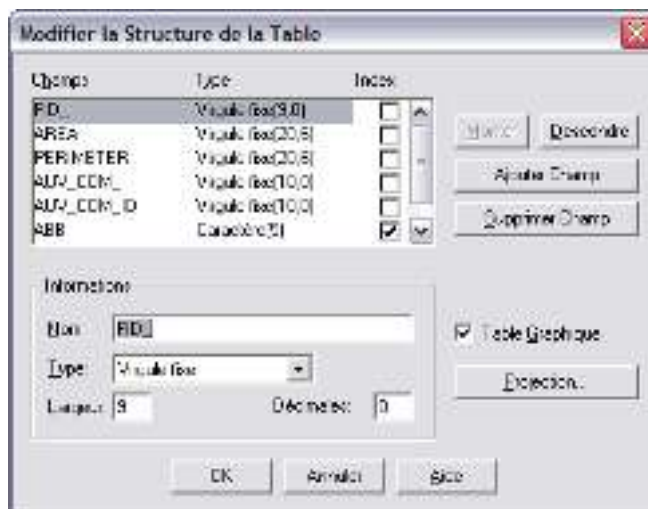 Modifier la Structure de la Table
Champs Type Index
FID_ Virgule fixe(9,0)
AREA Virgule fixe(20,6)
PERIMETER Virgule fixe(20,6)
AUV_COM_ Virgule fixe(10,0)
AUV_COM_ID Virgule fixe(10,0)
ABB Caractère(5)
Monter Descendre
Ajouter Champ
Supprimer Champ
Informations
Nom: FID_
Type: Virgule fixe
Largeur: 9 Décimales: 0
Table Graphique
Projection...
OK Annuler Aide